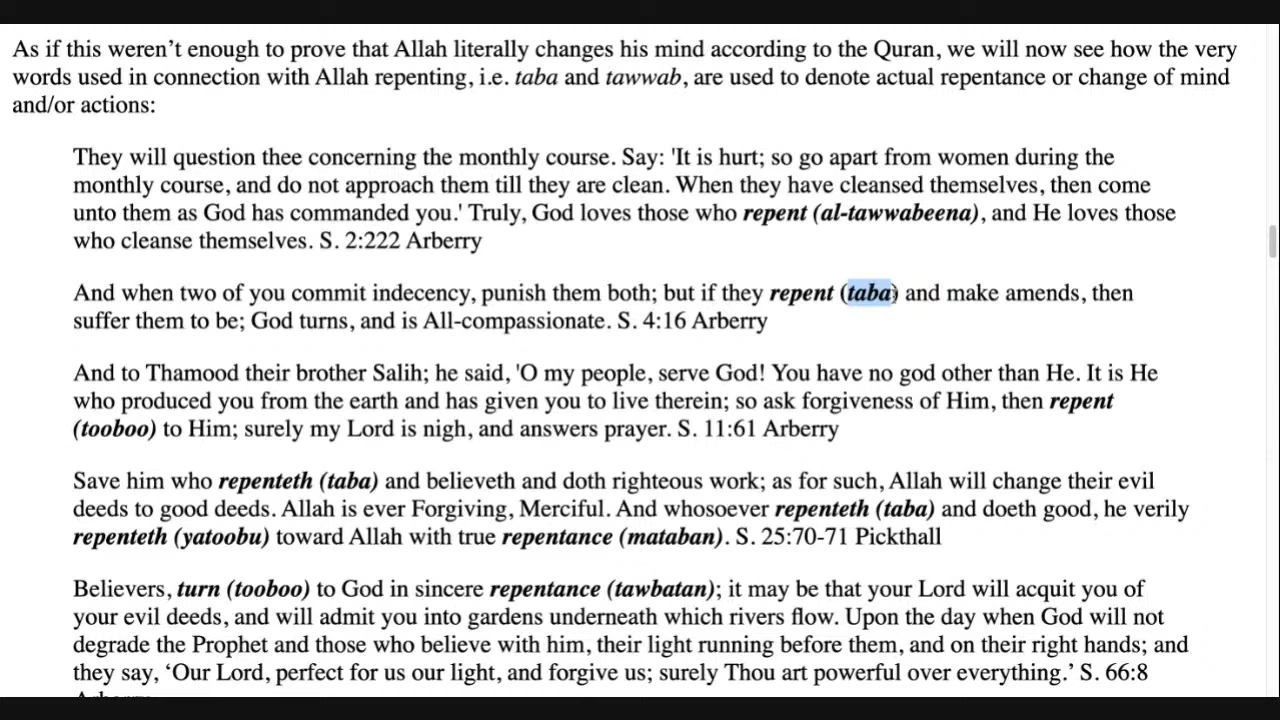 As if this weren’t enough to prove that Allah literally changes his mind according to the Quran, we will now see how the very
words used in connection with Allah repenting, i.e. taba and tawwab, are used to denote actual repentance or change of mind
and/or actions:
They will question thee concerning the monthly course. Say: 'It is hurt; so go apart from women during the
monthly course, and do not approach them till they are clean. When they have cleansed themselves, then come
unto them as God has commanded you.' Truly, God loves those who repent (al-tawwabeena), and He loves those
who cleanse themselves. S. 2:222 Arberry
And when two of you commit indecency, punish them both; but if they repent (taba) and make amends, then
suffer them to be; God turns, and is All-compassionate. S. 4:16 Arberry
And to Thamood their brother Salih; he said, 'O my people, serve God! You have no god other than He. It is He
who produced you from the earth and has given you to live therein; so ask forgiveness of Him, then repent
(tooboo) to Him; surely my Lord is nigh, and answers prayer. S. 11:61 Arberry
Save him who repenteth (taba) and believeth and doth righteous work; as for such, Allah will change their evil
deeds to good deeds. Allah is ever Forgiving, Merciful. And whosoever repenteth (taba) and doeth good, he verily
repenteth (yatoobu) toward Allah with true repentance (mataban). S. 25:70-71 Pickthall
Believers, turn (tooboo) to God in sincere repentance (tawbatan); it may be that your Lord will acquit you of
your evil deeds, and will admit you into gardens underneath which rivers flow. Upon the day when God will not
degrade the Prophet and those who believe with him, their light running before them, and on their right hands; and
they say, ‘Our Lord, perfect for us our light, and forgive us; surely Thou art powerful over everything.’ S. 66:8